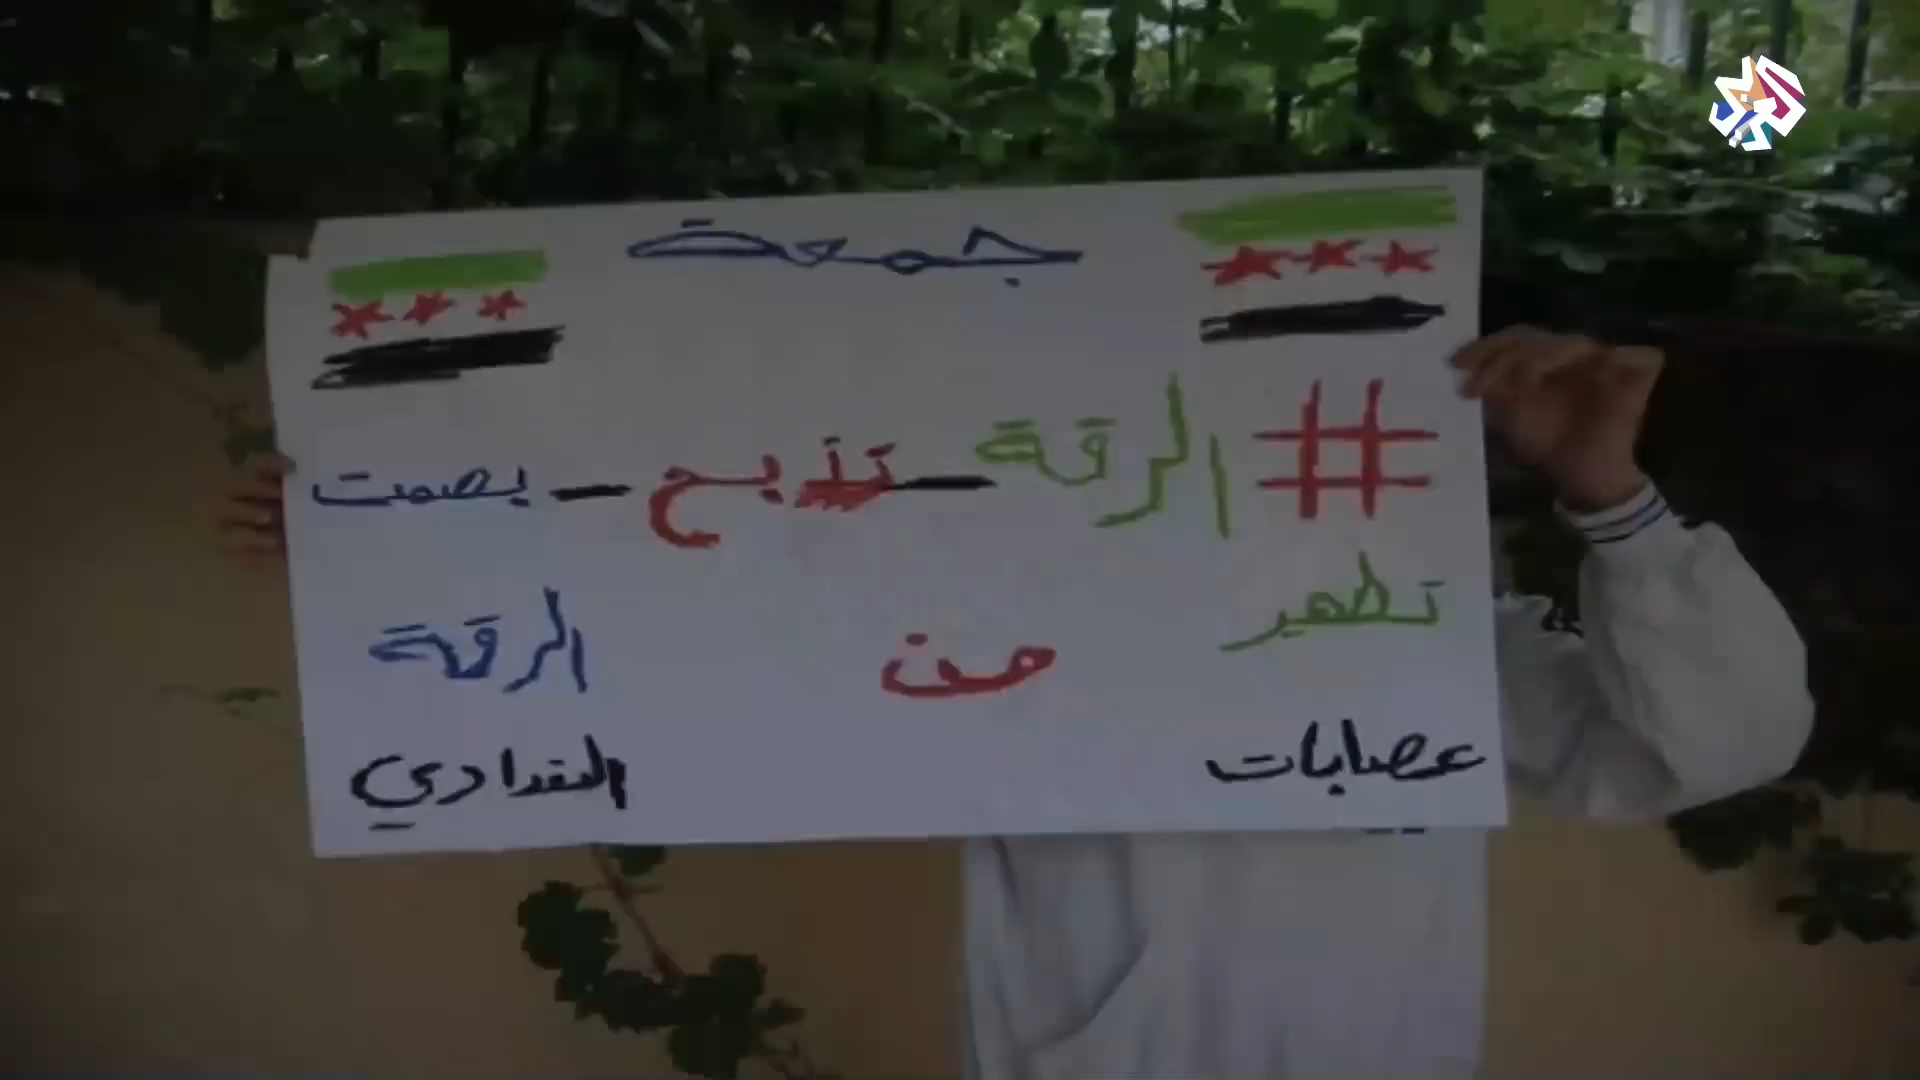 جمعة
#الرقة_تذبح_بصمت
تطهير من الرقة
عصابات البغدادي